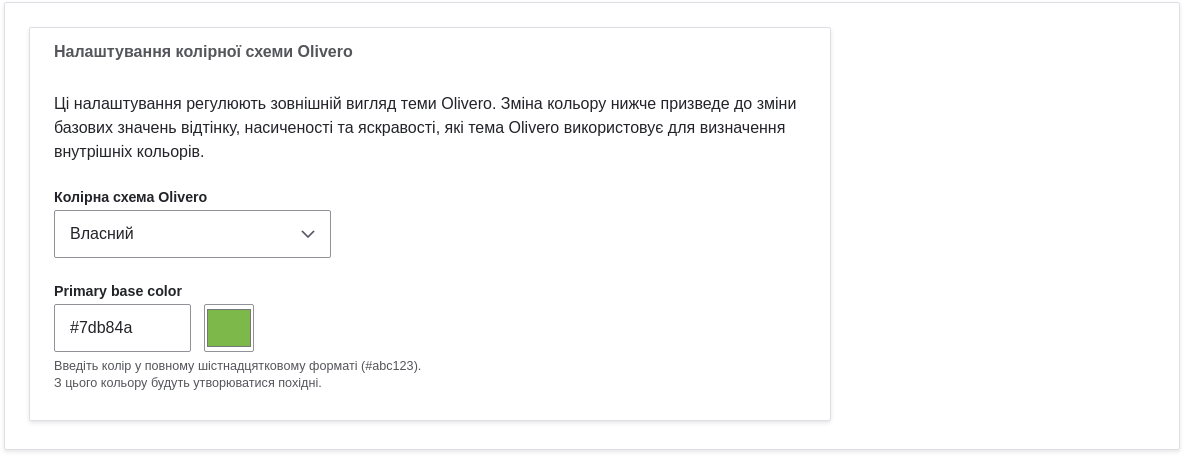 Налаштування колірної схеми Olivero
Ці налаштування регулюють зовнішній вигляд теми Olivero. Зміна кольору нижче призведе до зміни
базових значень відтінку, насиченості та яскравості, які тема Olivero використовує для визначення
внутрішніх кольорів.
Колірна схема Olivero
Власний
Primary base color
#7db84a
Введіть колір у повному шістнадцятковому форматі (#abc123).
З цього кольору будуть утворюватися похідні.